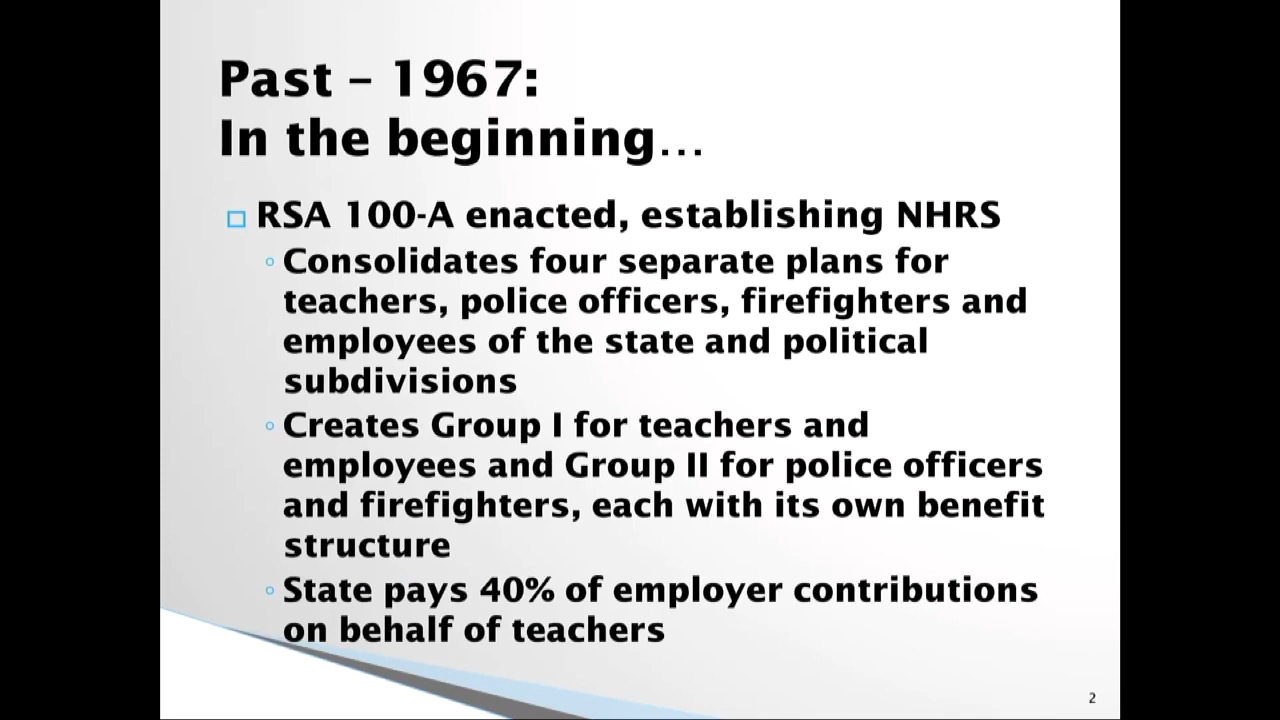 Past – 1967:
In the beginning…
RSA 100-A enacted, establishing NHRS
Consolidates four separate plans for
teachers, police officers, firefighters and
employees of the state and political
subdivisions
Creates Group I for teachers and
employees and Group II for police officers
and firefighters, each with its own benefit
structure
State pays 40% of employer contributions
on behalf of teachers
2